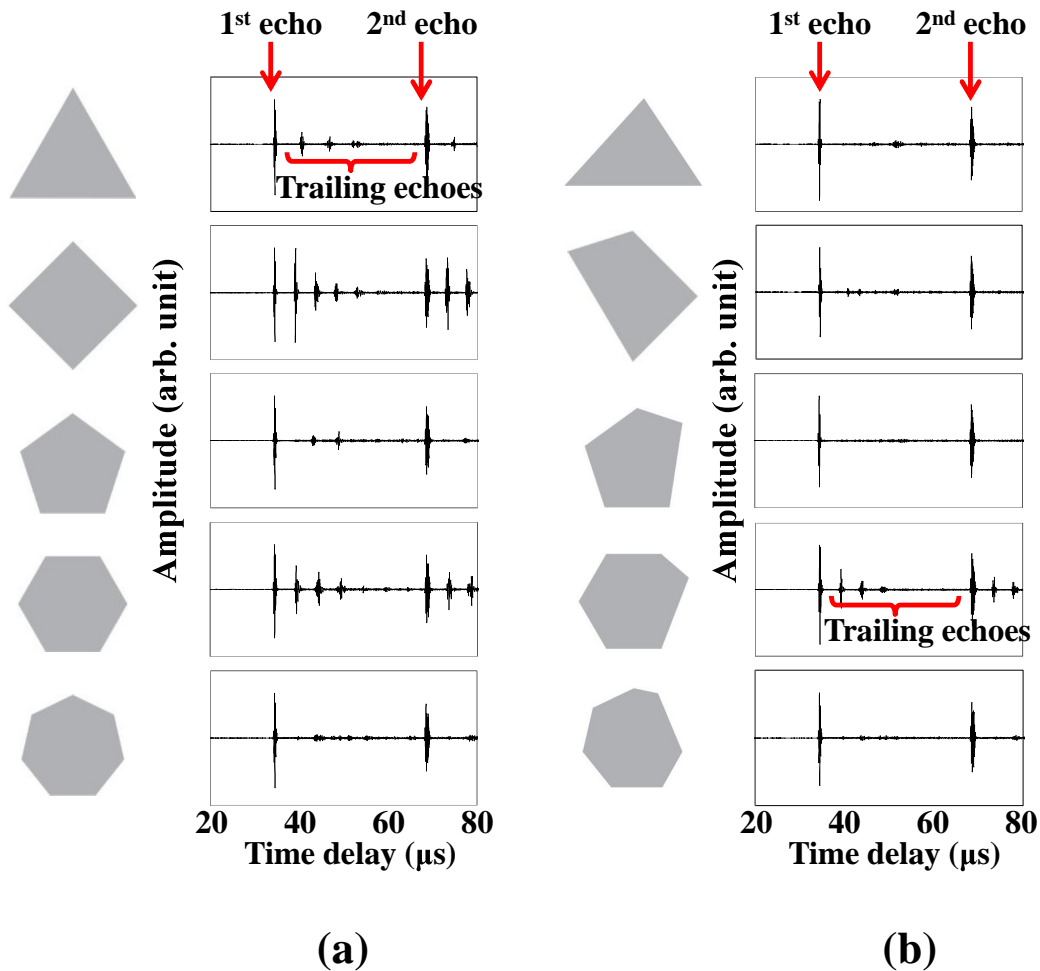 1st echo 2nd echo
Trailing echoes
Amplitude (arb. unit)
20 40 60 80
Time delay (μs)
(a)
1st echo 2nd echo
Amplitude (arb. unit)
Trailing echoes
20 40 60 80
Time delay (μs)
(b)